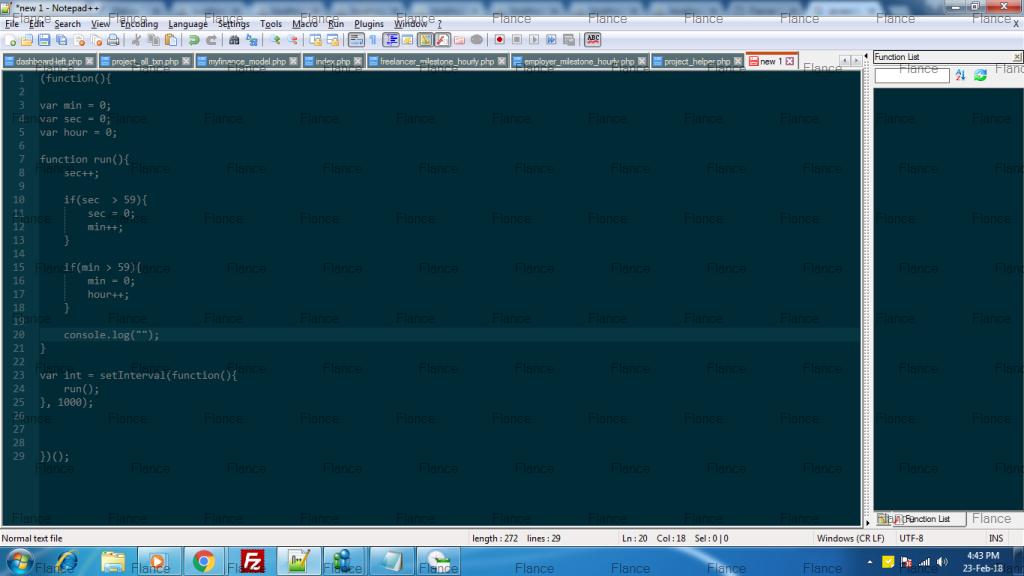 *new 1 - Notepad++
File Edit Search View Encoding Language Settings Tools Macro Run Plugins Window ? X
dashboard-left.php project_all_txn.php myfinance_model.php index.php freelancer_milestone_hourly.php employer_milestone_hourly.php project_helper.php new 1
Function List
1 (function(){
2
3 var min = 0;
4 var sec = 0;
5 var hour = 0;
6
7 function run(){
8 sec++;
9
10 if(sec > 59){
11 sec = 0;
12 min++;
13 }
14
15 if(min > 59){
16 min = 0;
17 hour++;
18 }
19
20 console.log("");
21 }
22
23 var int = setInterval(function(){
24 run();
25 }, 1000);
26
27
28
29 })();
Function List
Normal text file length : 272 lines : 29 Ln : 20 Col : 18 Sel : 0 | 0 Windows (CR LF) UTF-8 INS
4:43 PM
23-Feb-18
Flance